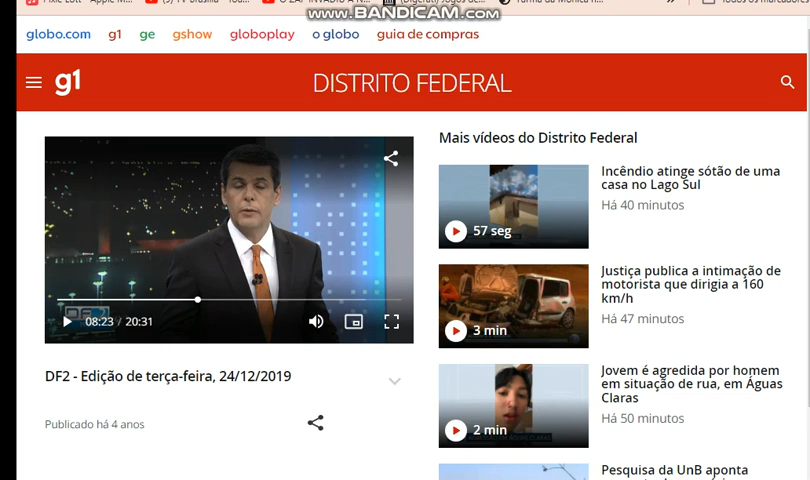 www.BANDICAM.com
globo.com g1 ge gshow globoplay o globo guia de compras
g1 DISTRITO FEDERAL
Mais vídeos do Distrito Federal
Incêndio atinge sótão de uma
casa no Lago Sul
Há 40 minutos
57 seg
Justiça publica a intimação de
motorista que dirigia a 160
km/h
Há 47 minutos
3 min
DF2
08:23 / 20:31
DF2 - Edição de terça-feira, 24/12/2019
Publicado há 4 anos
Jovem é agredida por homem
em situação de rua, em Águas
Claras
Há 50 minutos
2 min
Pesquisa da UnB aponta